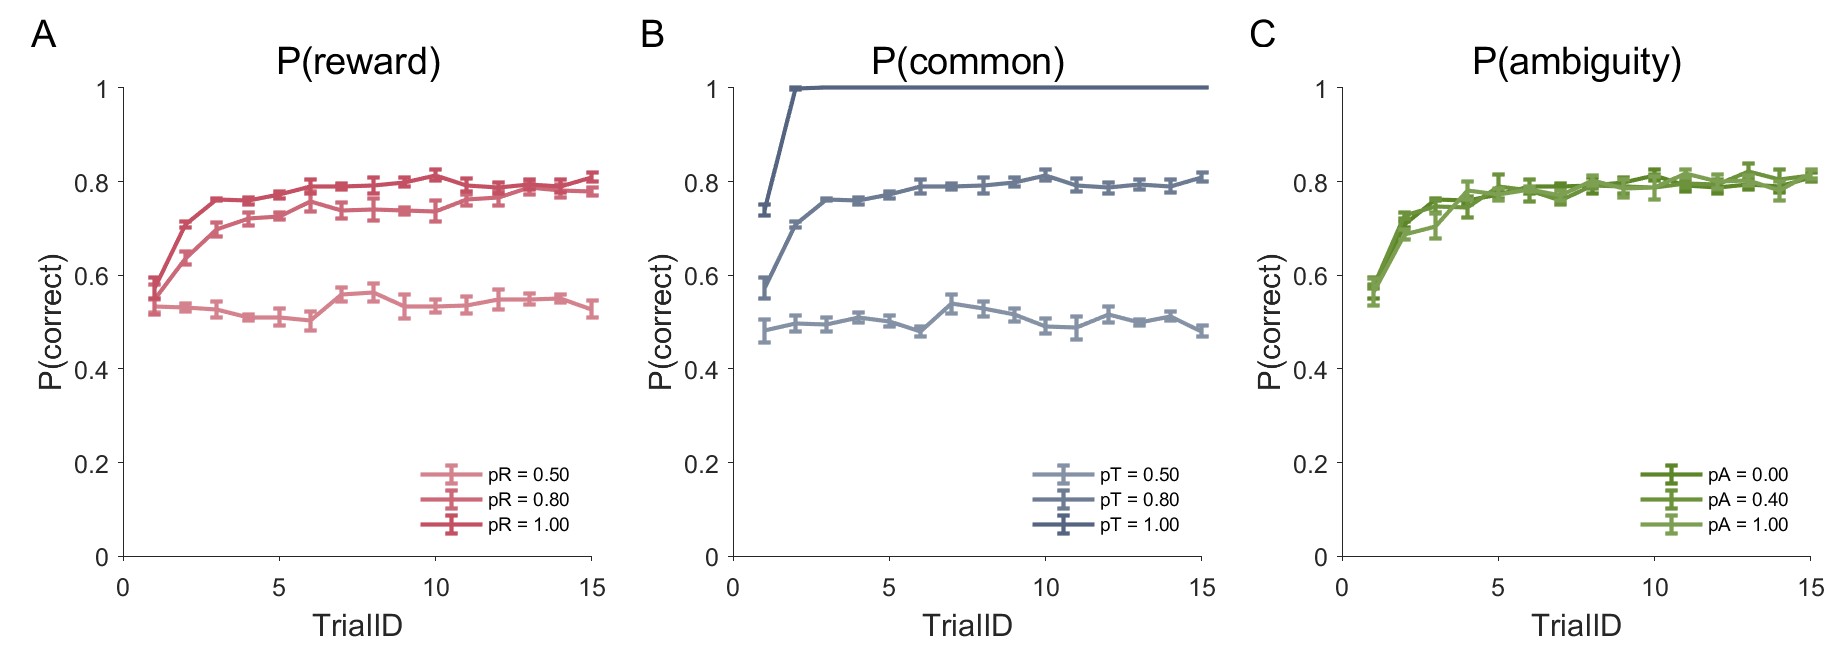 A
P(reward)
1
0.8
0.6
0.4
0.2
0
P(correct)
0
5
10
15
TrialID
pR = 0.50
pR = 0.80
pR = 1.00
B
P(common)
1
0.8
0.6
0.4
0.2
0
P(correct)
0
5
10
15
TrialID
pT = 0.50
pT = 0.80
pT = 1.00
C
P(ambiguity)
1
0.8
0.6
0.4
0.2
0
P(correct)
0
5
10
15
TrialID
pA = 0.00
pA = 0.40
pA = 1.00